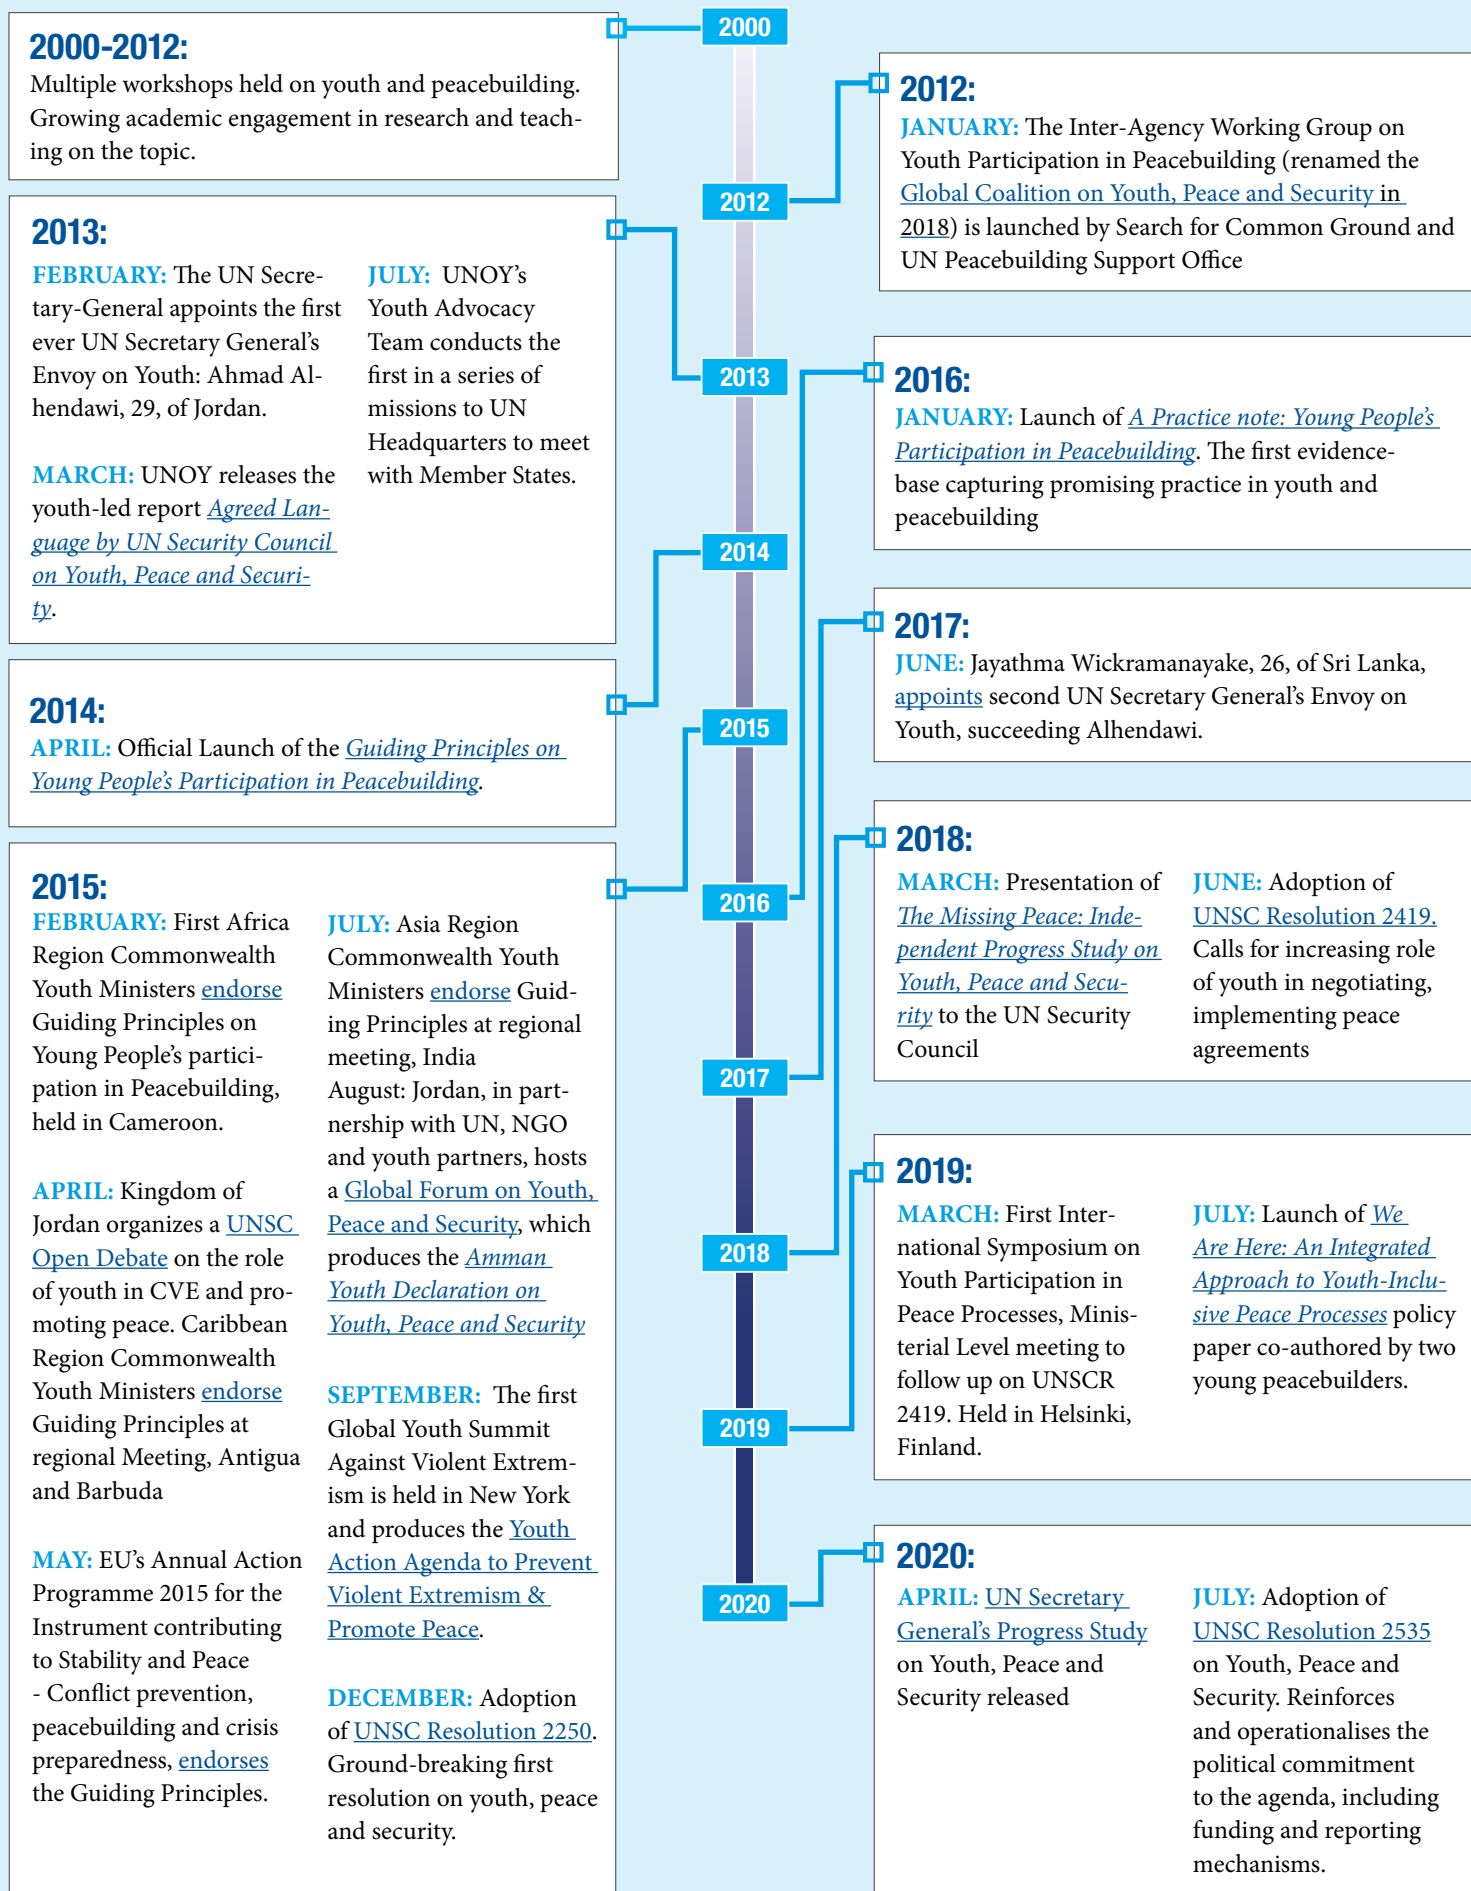 2000-2012:
Multiple workshops held on youth and peacebuilding.
Growing academic engagement in research and teach-
ing on the topic.
2013:
FEBRUARY: The UN Secre-
tary-General appoints the first
ever UN Secretary General's
Envoy on Youth: Ahmad Al-
hendawi, 29, of Jordan.
MARCH: UNOY releases the
youth-led report Agreed Lan-
guage by UN Security Council
on Youth, Peace and Securi-
ty.
JULY: UNOY's
Youth Advocacy
Team conducts the
first in a series of
missions to UN
Headquarters to meet
with Member States.
2014:
APRIL: Official Launch of the Guiding Principles on
Young People's Participation in Peacebuilding.
2015:
FEBRUARY: First Africa
Region Commonwealth
Youth Ministers endorse
Guiding Principles on
Young People's partici-
pation in Peacebuilding,
held in Cameroon.
APRIL: Kingdom of
Jordan organizes a UNSC
Open Debate on the role
of youth in CVE and pro-
moting peace. Caribbean
Region Commonwealth
Youth Ministers endorse
Guiding Principles at
regional Meeting, Antigua
and Barbuda
MAY: EU's Annual Action
Programme 2015 for the
Instrument contributing
to Stability and Peace
- Conflict prevention,
peacebuilding and crisis
preparedness, endorses
the Guiding Principles.
JULY: Asia Region
Commonwealth Youth
Ministers endorse Guid-
ing Principles at regional
meeting, India
August: Jordan, in part-
nership with UN, NGO
and youth partners, hosts
a Global Forum on Youth,
Peace and Security, which
produces the Amman
Youth Declaration on
Youth, Peace and Security
SEPTEMBER: The first
Global Youth Summit
Against Violent Extrem-
ism is held in New York
and produces the Youth
Action Agenda to Prevent
Violent Extremism &
Promote Peace.
DECEMBER: Adoption
of UNSC Resolution 2250.
Ground-breaking first
resolution on youth, peace
and security.
2000
2012
2013
2014
2015
2016
2017
2018
2019
2020
2012:
JANUARY: The Inter-Agency Working Group on
Youth Participation in Peacebuilding (renamed the
Global Coalition on Youth, Peace and Security in
2018) is launched by Search for Common Ground and
UN Peacebuilding Support Office
2016:
JANUARY: Launch of A Practice note: Young People's
Participation in Peacebuilding. The first evidence-
base capturing promising practice in youth and
peacebuilding
2017:
JUNE: Jayathma Wickramanayake, 26, of Sri Lanka,
appoints second UN Secretary General's Envoy on
Youth, succeeding Alhendawi.
2018:
MARCH: Presentation of
The Missing Peace: Inde-
pendent Progress Study on
Youth, Peace and Secu-
rity to the UN Security
Council
JUNE: Adoption of
UNSC Resolution 2419.
Calls for increasing role
of youth in negotiating,
implementing peace
agreements
2019:
MARCH: First Inter-
national Symposium on
Youth Participation in
Peace Processes, Minis-
terial Level meeting to
follow up on UNSCR
2419. Held in Helsinki,
Finland.
JULY: Launch of We
Are Here: An Integrated
Approach to Youth-Inclu-
sive Peace Processes policy
paper co-authored by two
young peacebuilders.
2020:
APRIL: UN Secretary
General's Progress Study
on Youth, Peace and
Security released
JULY: Adoption of
UNSC Resolution 2535
on Youth, Peace and
Security. Reinforces
and operationalises the
political commitment
to the agenda, including
funding and reporting
mechanisms.